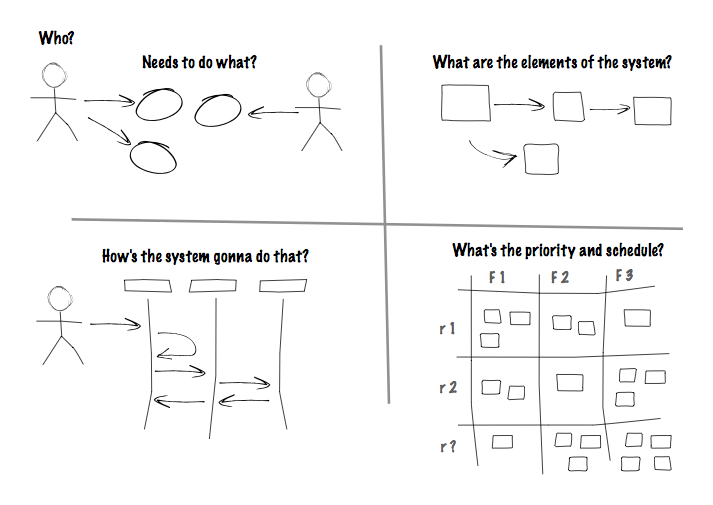 Who?
Needs to do what?
What are the elements of the system?
How's the system gonna do that?
What's the priority and schedule?
F 1 F 2 F 3
r 1
r 2
r ?